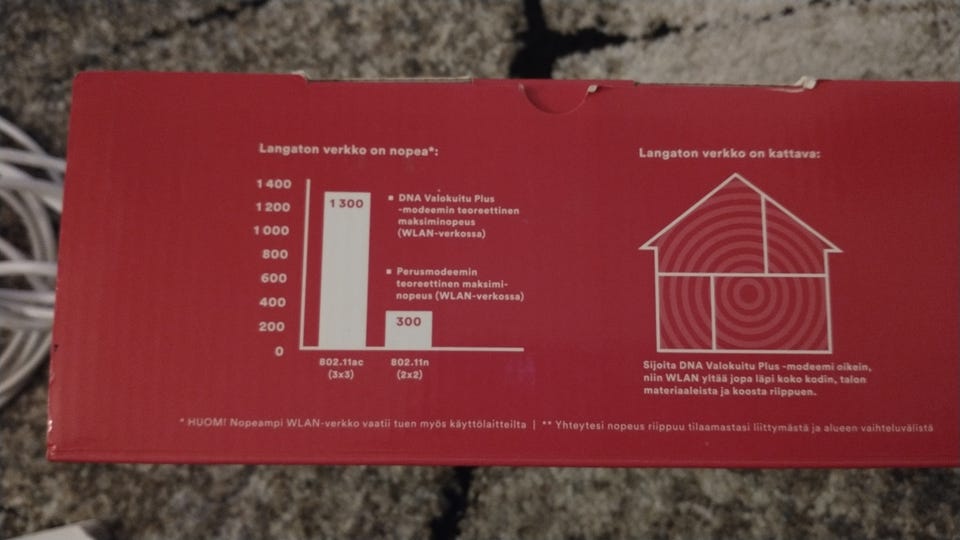 Langaton verkko on nopea*:
1 400
1 200
1 000
800
600
400
200
0
1 300
300
802.11ac
(3x3)
802.11n
(2x2)
▪ DNA Valokuitu Plus
-modeemin teoreettinen
maksiminopeus
(WLAN-verkossa)
▪ Perusmodeemin
teoreettinen maksimi-
nopeus (WLAN-verkossa)
Langaton verkko on kattava:
Sijoita DNA Valokuitu Plus -modeemi oikein,
niin WLAN yltää jopa läpi koko kodin, talon
materiaaleista ja koosta riippuen.
* HUOM! Nopeampi WLAN-verkko vaatii tuen myös käyttölaitteilta | ** Yhteytesi nopeus riippuu tilaamastasi liittymästä ja alueen vaihteluvälistä